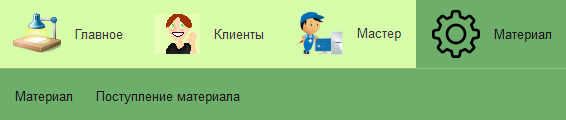 Главное Клиенты Мастер Материал
Материал Поступление материала